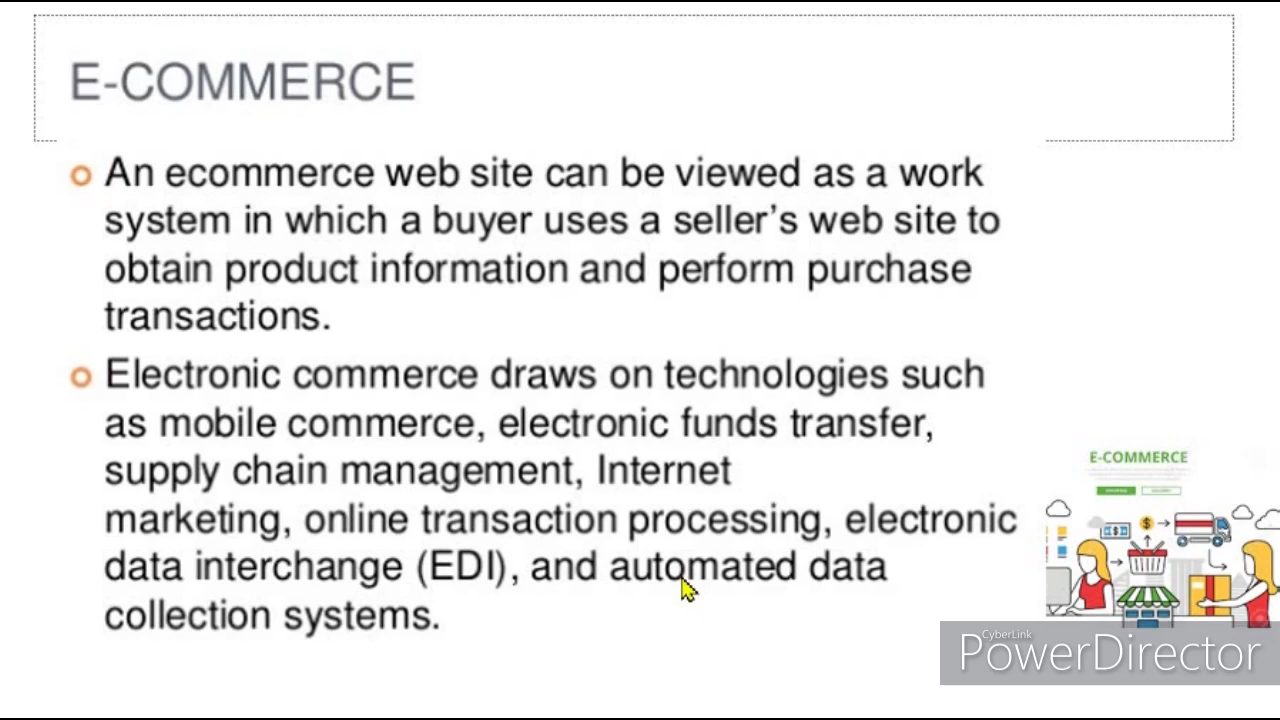 E-COMMERCE
An ecommerce web site can be viewed as a work
system in which a buyer uses a seller’s web site to
obtain product information and perform purchase
transactions.
Electronic commerce draws on technologies such
as mobile commerce, electronic funds transfer,
supply chain management, Internet
marketing, online transaction processing, electronic
data interchange (EDI), and automated data
collection systems.
E-COMMERCE
CyberLink
PowerDirector